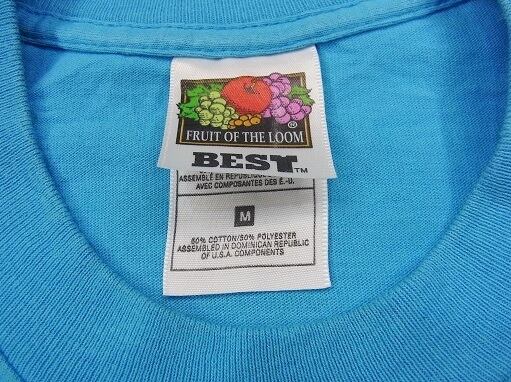 FRUIT OF THE LOOM®
BEST™
ASSEMBLÉ EN RÉPUBLIQUE
AVEC COMPOSANTES DES É.-U.
M
50% COTTON/50% POLYESTER
ASSEMBLED IN DOMINICAN REPUBLIC
OF U.S.A. COMPONENTS